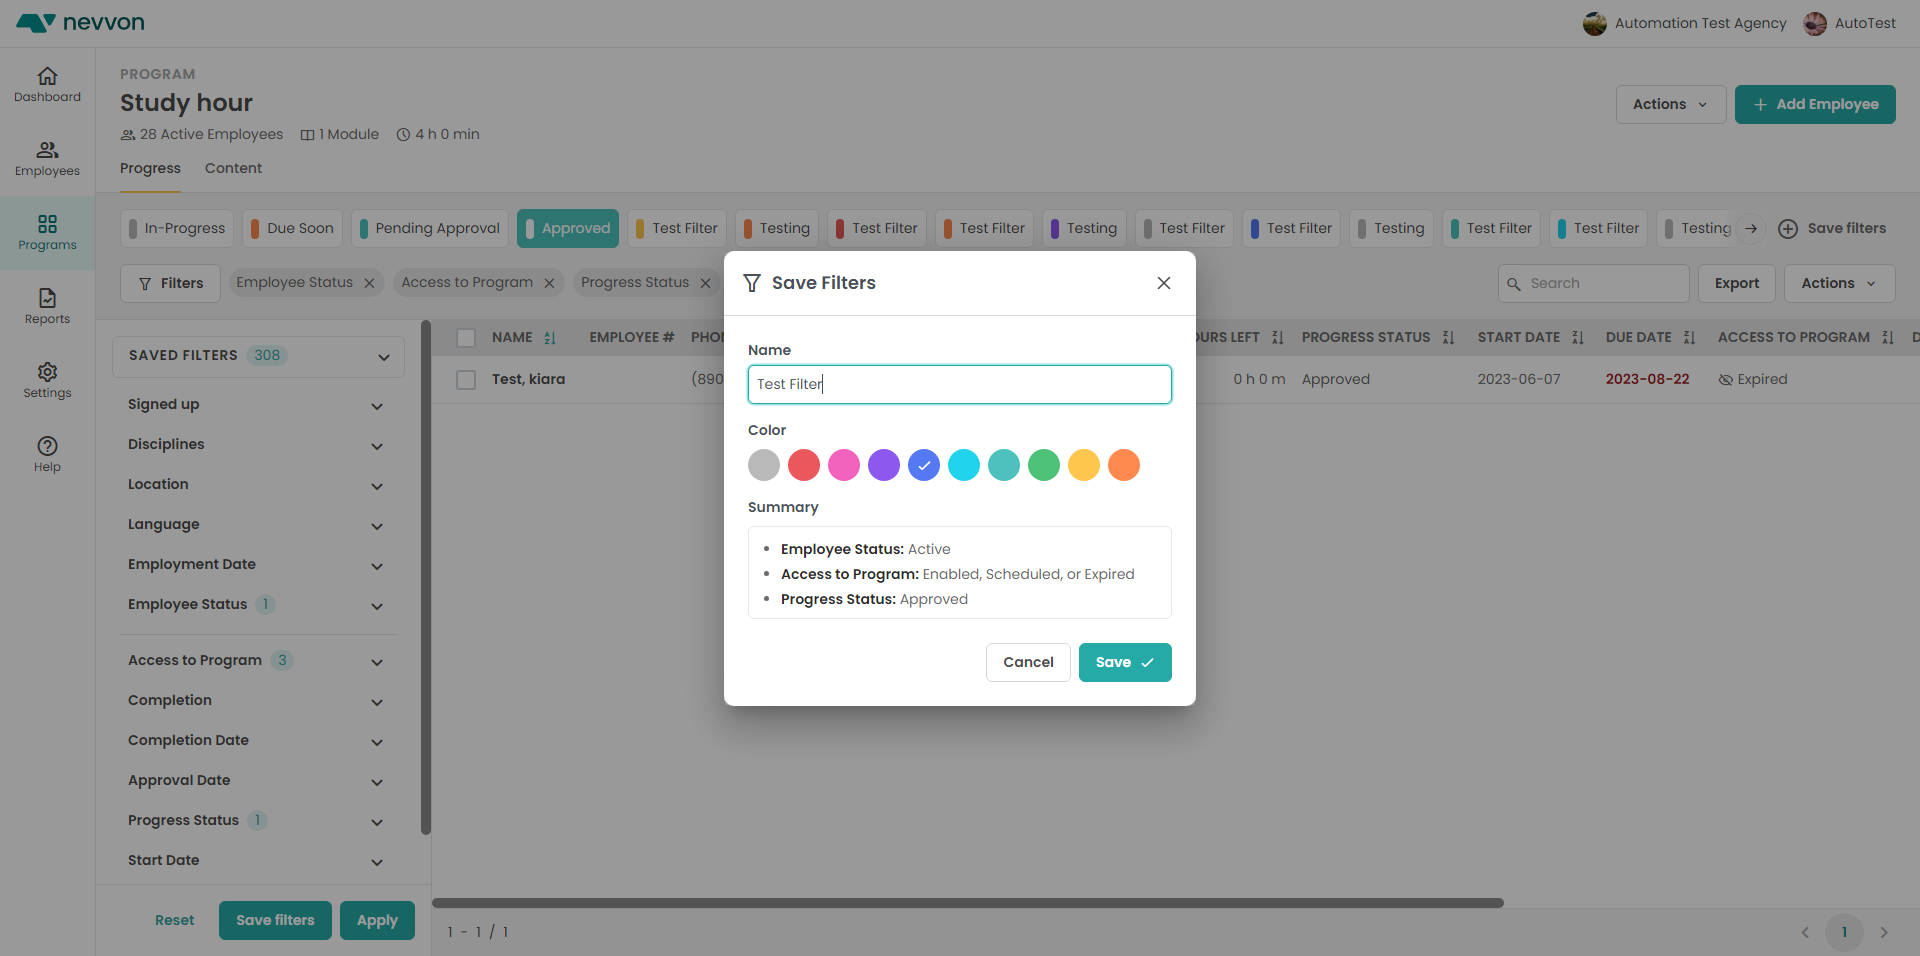 nevvon
Automation Test Agency
AutoTest
Dashboard
Employees
Programs
Reports
Settings
Help
PROGRAM
Study hour
28 Active Employees 1 Module 4 h 0 min
Actions
Add Employee
Progress Content
In-Progress Due Soon Pending Approval Approved Test Filter Testing Test Filter Test Filter Testing Test Filter Test Filter Testing Test Filter Test Filter Testing Save filters
Filters Employee Status Access to Program Progress Status
Search Export Actions
SAVED FILTERS 308
Signed up
Disciplines
Location
Language
Employment Date
Employee Status 1
Access to Program 3
Completion
Completion Date
Approval Date
Progress Status 1
Start Date
Reset Save filters Apply
NAME EMPLOYEE # PHON OURS LEFT PROGRESS STATUS START DATE DUE DATE ACCESS TO PROGRAM D
Test, kiara (890 0 h 0 m Approved 2023-06-07 2023-08-22 Expired
Save Filters
Name
Test Filter
Color
Summary
Employee Status: Active
Access to Program: Enabled, Scheduled, or Expired
Progress Status: Approved
Cancel Save
1 - 1 / 1
1